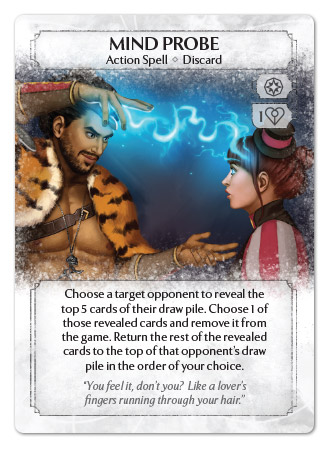 MIND PROBE
Action Spell ◇ Discard
1
Choose a target opponent to reveal the
top 5 cards of their draw pile. Choose 1 of
those revealed cards and remove it from
the game. Return the rest of the revealed
cards to the top of that opponent's draw
pile in the order of your choice.
"You feel it, don't you? Like a lover's
fingers running through your hair."